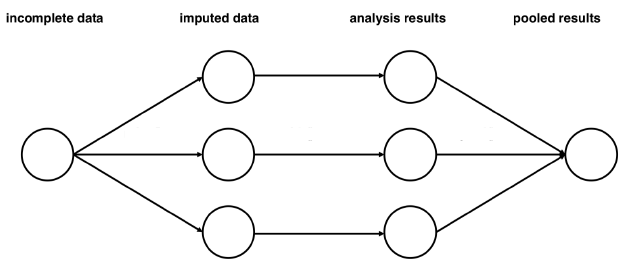 incomplete data imputed data analysis results pooled results